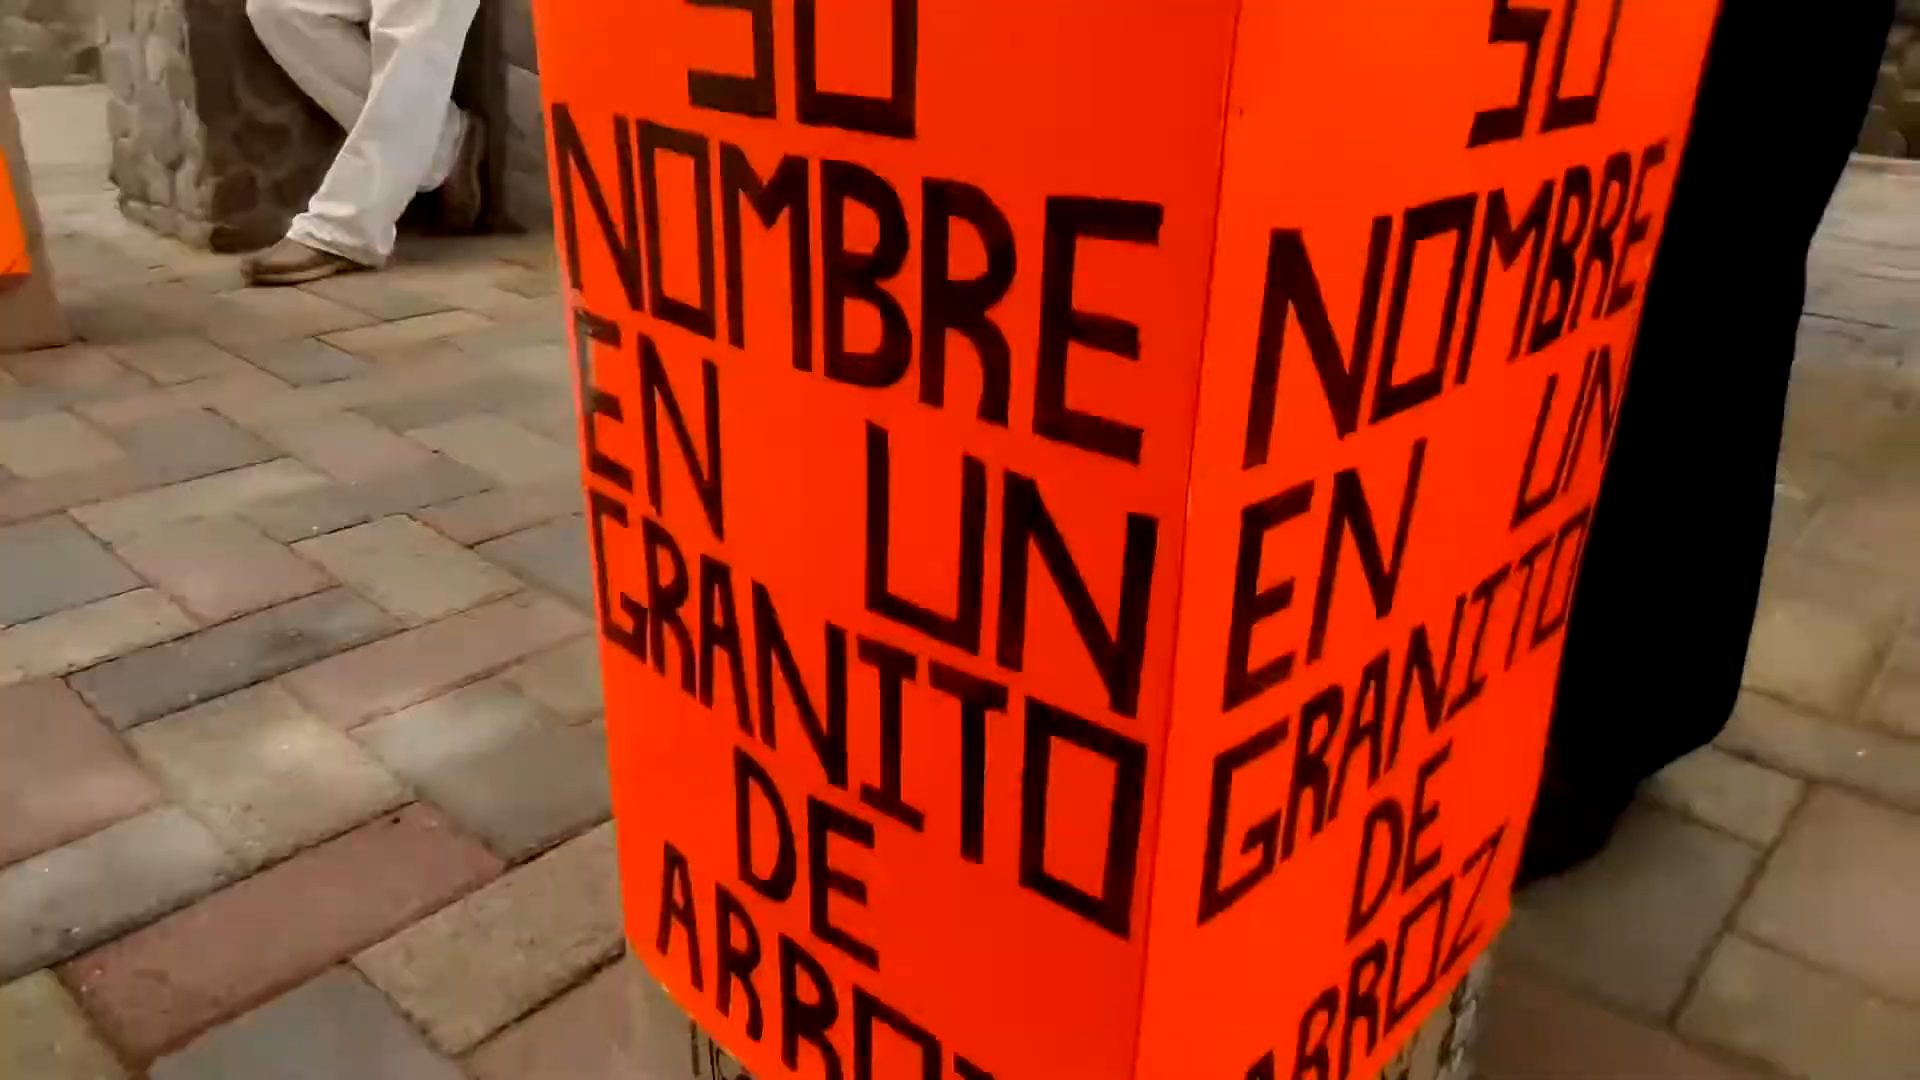 SU
NOMBRE
EN UN
GRANITO
DE
ARROZ
SU
NOMBRE
EN UN
GRANITO
DE
ARROZ